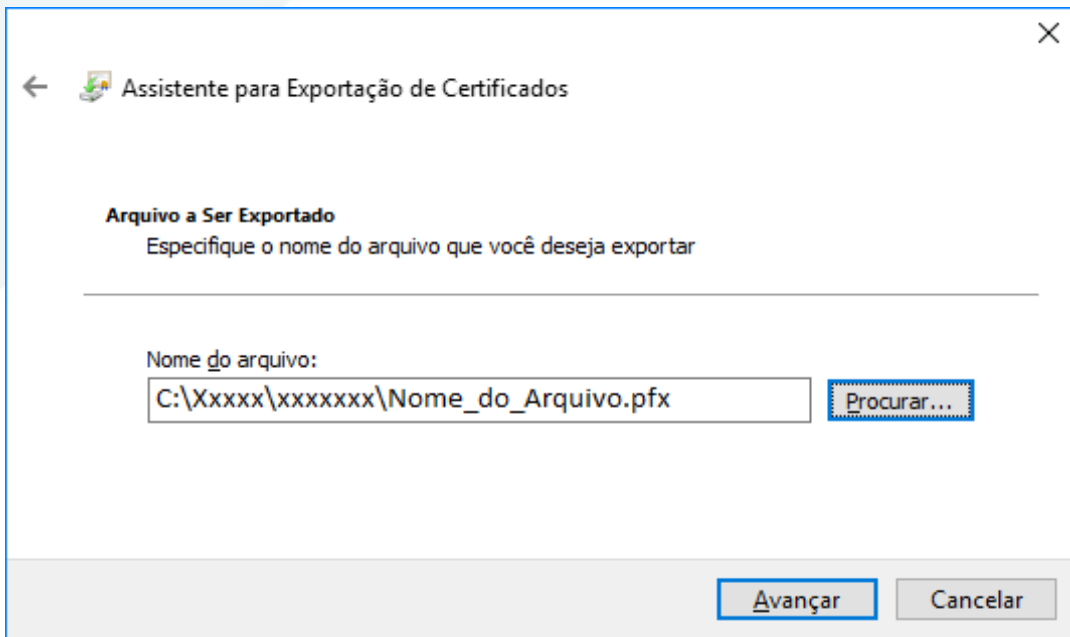 Assistente para Exportação de Certificados
Arquivo a Ser Exportado
Especifique o nome do arquivo que você deseja exportar
Nome do arquivo:
C:\Xxxxx\xxxxxxx\Nome_do_Arquivo.pfx
Procurar...
Avançar
Cancelar